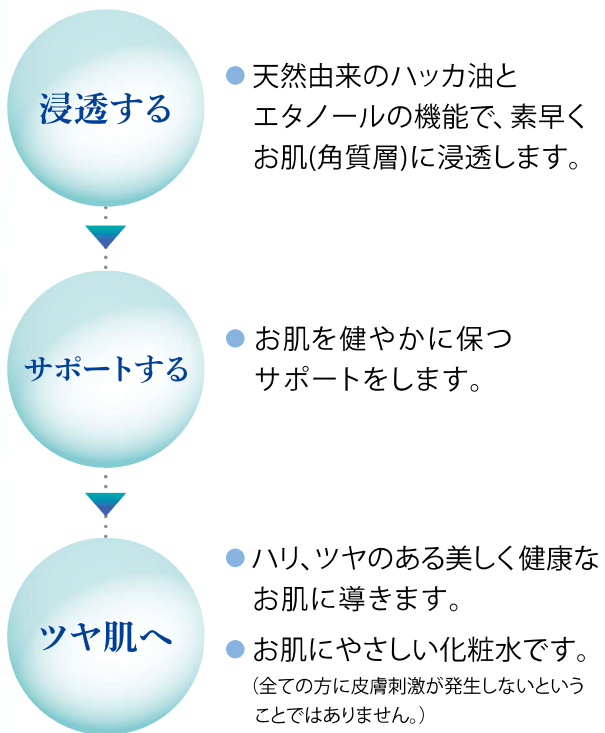 浸透する
●天然由来のハッカ油と
エタノールの機能で、素早く
お肌(角質層)に浸透します。
サポートする
●お肌を健やかに保つ
サポートをします。
ツヤ肌へ
●ハリ、ツヤのある美しく健康な
お肌に導きます。
●お肌にやさしい化粧水です。
(全ての方に皮膚刺激が発生しないという
ことではありません。)